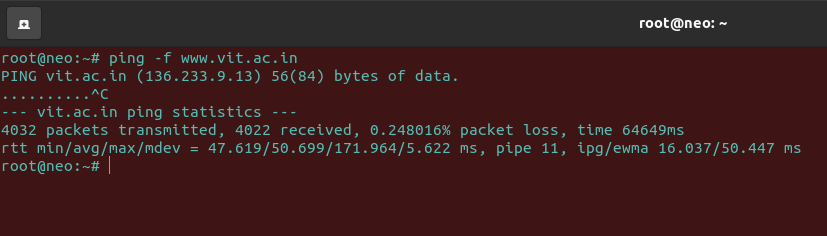 root@neo: ~
root@neo:~# ping -f www.vit.ac.in
PING vit.ac.in (136.233.9.13) 56(84) bytes of data.
..........^C
--- vit.ac.in ping statistics ---
4032 packets transmitted, 4022 received, 0.248016% packet loss, time 64649ms
rtt min/avg/max/mdev = 47.619/50.699/171.964/5.622 ms, pipe 11, ipg/ewma 16.037/50.447 ms
root@neo:~#